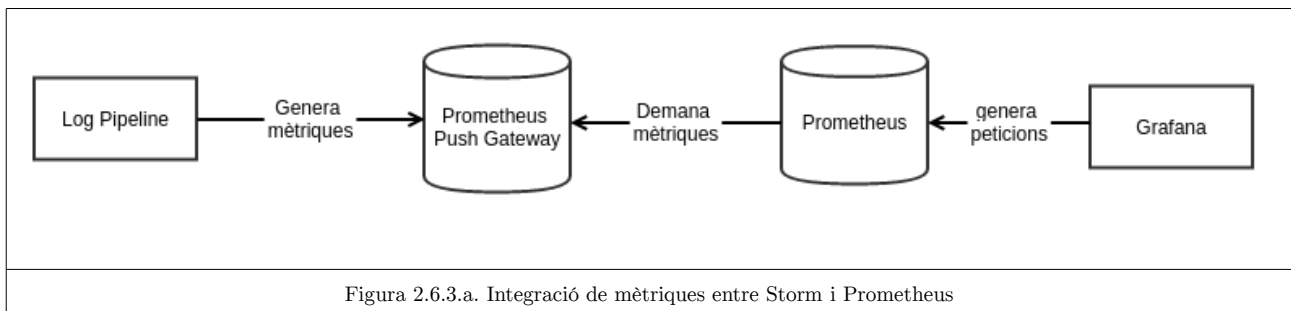 Log Pipeline
Genera
mètriques
Prometheus
Push Gateway
Demana
mètriques
Prometheus
genera
peticions
Grafana
Figura 2.6.3.a. Integració de mètriques entre Storm i Prometheus